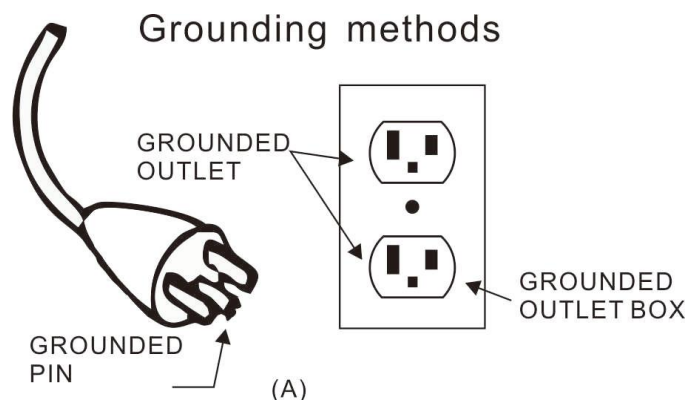 Grounding methods
GROUNDED
OUTLET
GROUNDED
OUTLET BOX
GROUNDED
PIN
(A)